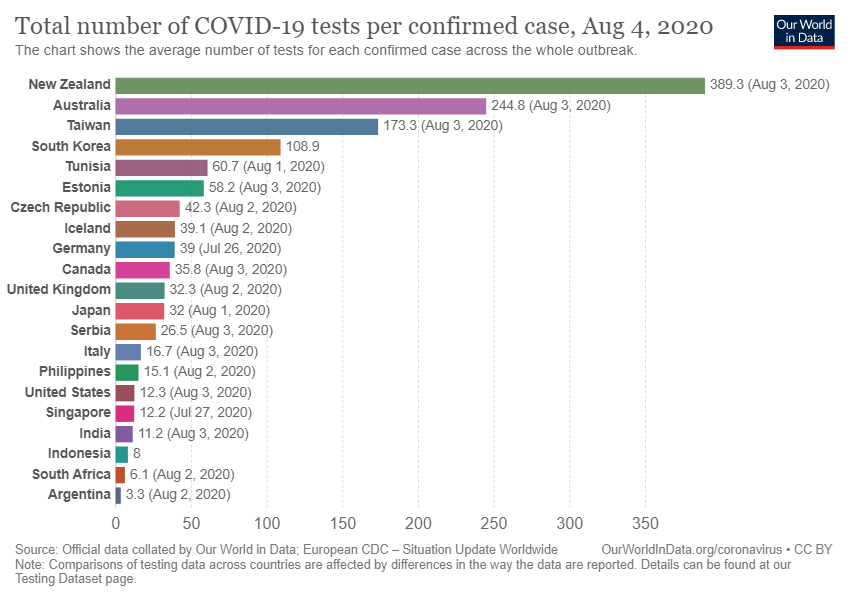 Total number of COVID-19 tests per confirmed case, Aug 4, 2020
Our World
in Data
The chart shows the average number of tests for each confirmed case across the whole outbreak.
New Zealand 389.3 (Aug 3, 2020)
Australia 244.8 (Aug 3, 2020)
Taiwan 173.3 (Aug 3, 2020)
South Korea 108.9
Tunisia 60.7 (Aug 1, 2020)
Estonia 58.2 (Aug 3, 2020)
Czech Republic 42.3 (Aug 2, 2020)
Iceland 39.1 (Aug 2, 2020)
Germany 39 (Jul 26, 2020)
Canada 35.8 (Aug 3, 2020)
United Kingdom 32.3 (Aug 2, 2020)
Japan 32 (Aug 1, 2020)
Serbia 26.5 (Aug 3, 2020)
Italy 16.7 (Aug 3, 2020)
Philippines 15.1 (Aug 2, 2020)
United States 12.3 (Aug 3, 2020)
Singapore 12.2 (Jul 27, 2020)
India 11.2 (Aug 3, 2020)
Indonesia 8
South Africa 6.1 (Aug 2, 2020)
Argentina 3.3 (Aug 2, 2020)
0 50 100 150 200 250 300 350
Source: Official data collated by Our World in Data; European CDC – Situation Update Worldwide OurWorldInData.org/coronavirus • CC BY
Note: Comparisons of testing data across countries are affected by differences in the way the data are reported. Details can be found at our
Testing Dataset page.